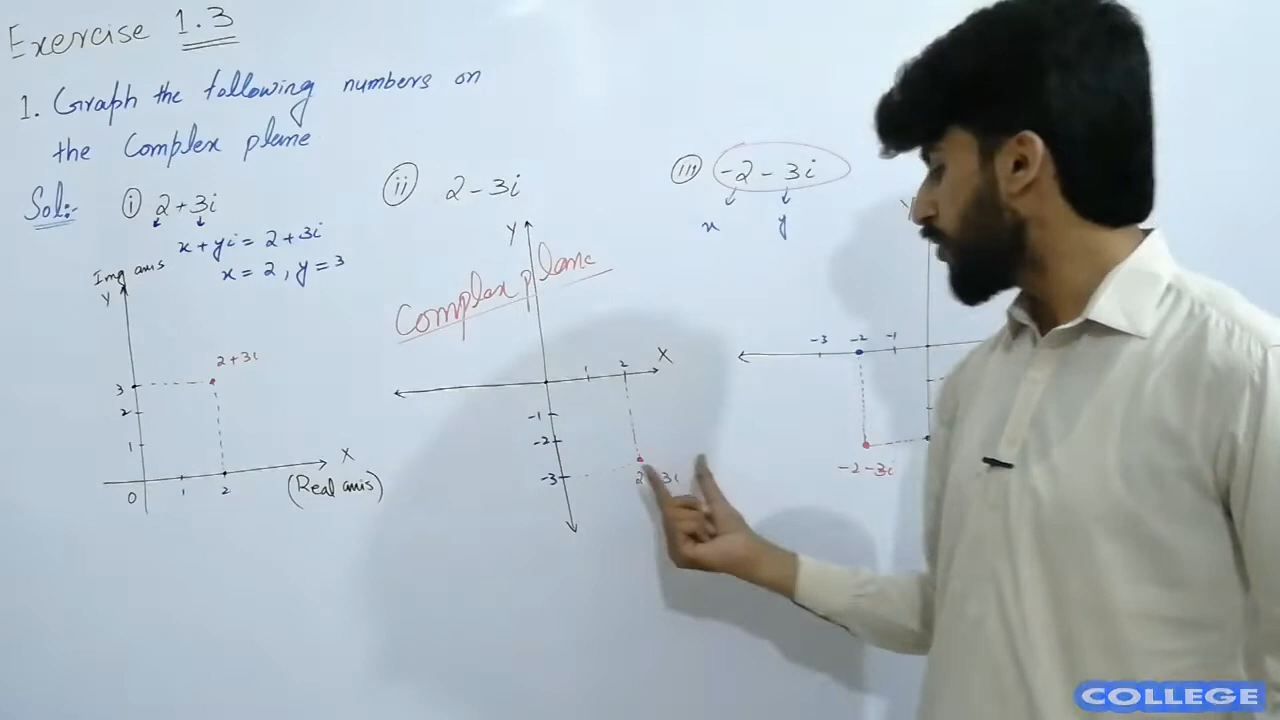 Exercise 1.3
1. Graph the following numbers on
the Complex plane
Sol:-
i 2+3i
x+yi = 2+3i
x = 2, y = 3
Img axis
Y
2+3i
3
2
1
0
1
2
X
(Real axis)
ii 2-3i
Y
Complex plane
X
1
2
-1
-2
-3
iii -2-3i
x
y
Y
-3
-2
-1
-2-3i
COLLEGE